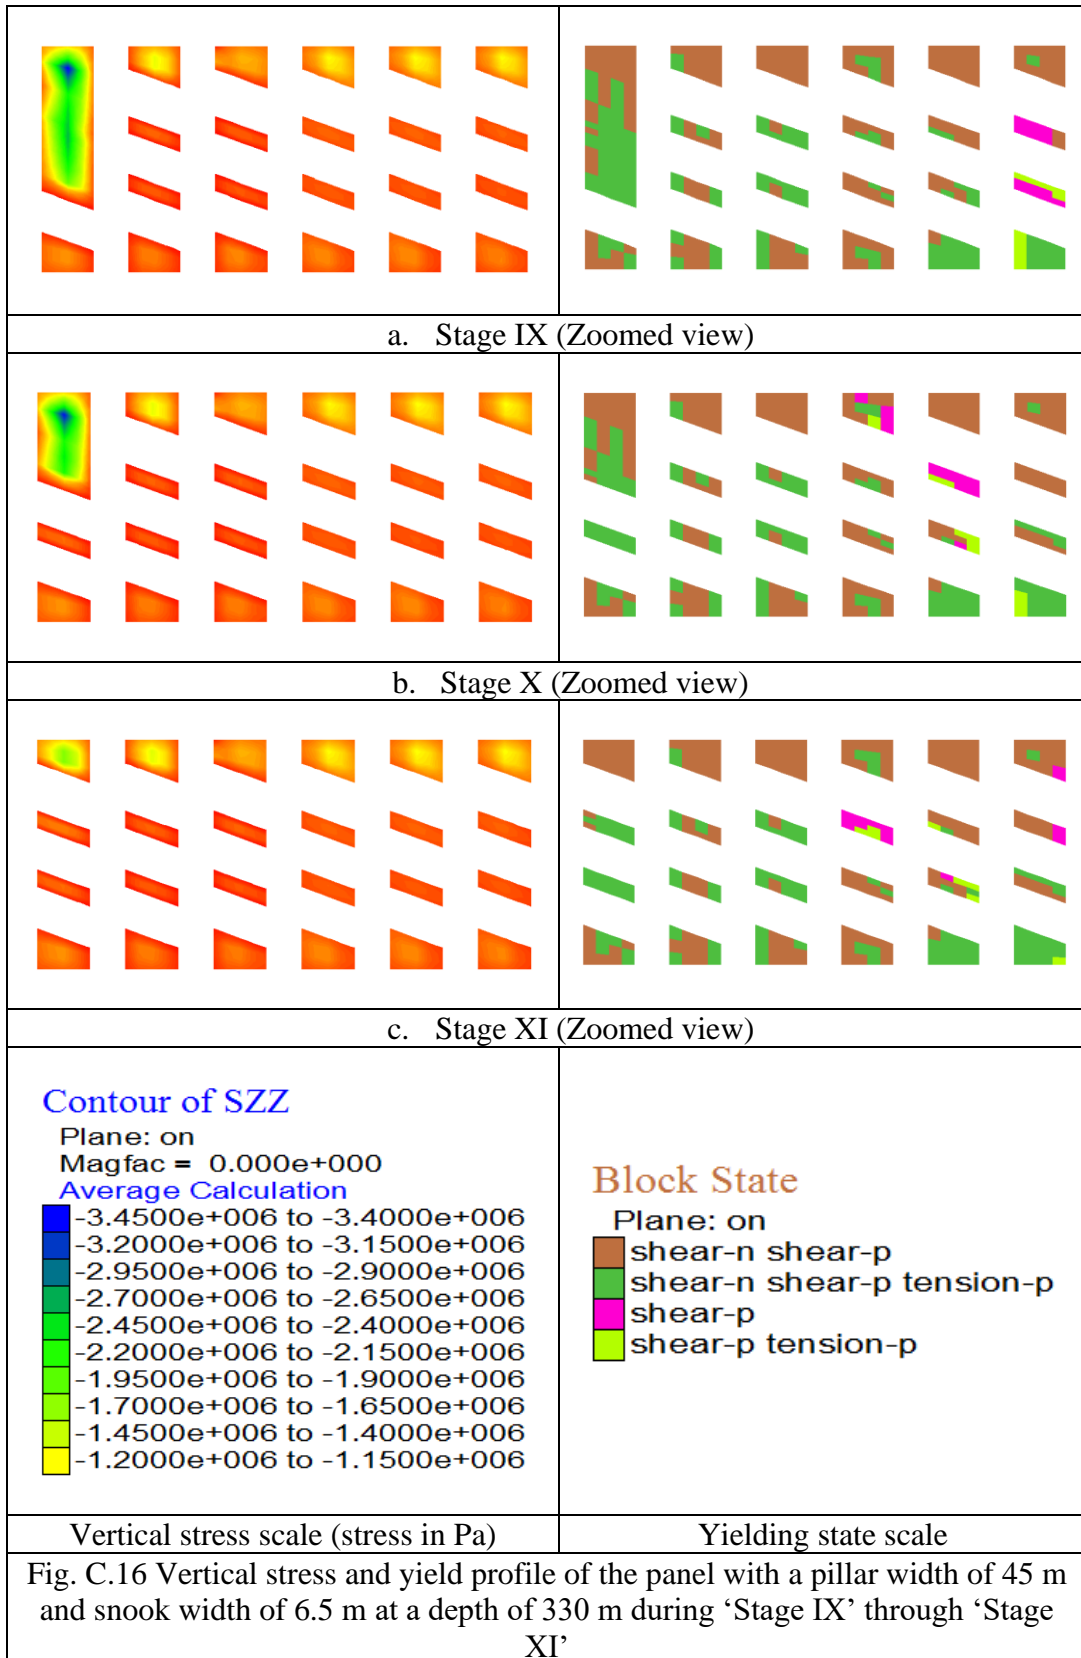 a. Stage IX (Zoomed view)
b. Stage X (Zoomed view)
c. Stage XI (Zoomed view)
Contour of SZZ
Plane: on
Magfac = 0.000e+000
Average Calculation
-3.4500e+006 to -3.4000e+006
-3.2000e+006 to -3.1500e+006
-2.9500e+006 to -2.9000e+006
-2.7000e+006 to -2.6500e+006
-2.4500e+006 to -2.4000e+006
-2.2000e+006 to -2.1500e+006
-1.9500e+006 to -1.9000e+006
-1.7000e+006 to -1.6500e+006
-1.4500e+006 to -1.4000e+006
-1.2000e+006 to -1.1500e+006
Block State
Plane: on
shear-n shear-p
shear-n shear-p tension-p
shear-p
shear-p tension-p
Vertical stress scale (stress in Pa)
Yielding state scale
Fig. C.16 Vertical stress and yield profile of the panel with a pillar width of 45 m
and snook width of 6.5 m at a depth of 330 m during ‘Stage IX’ through ‘Stage
XI’